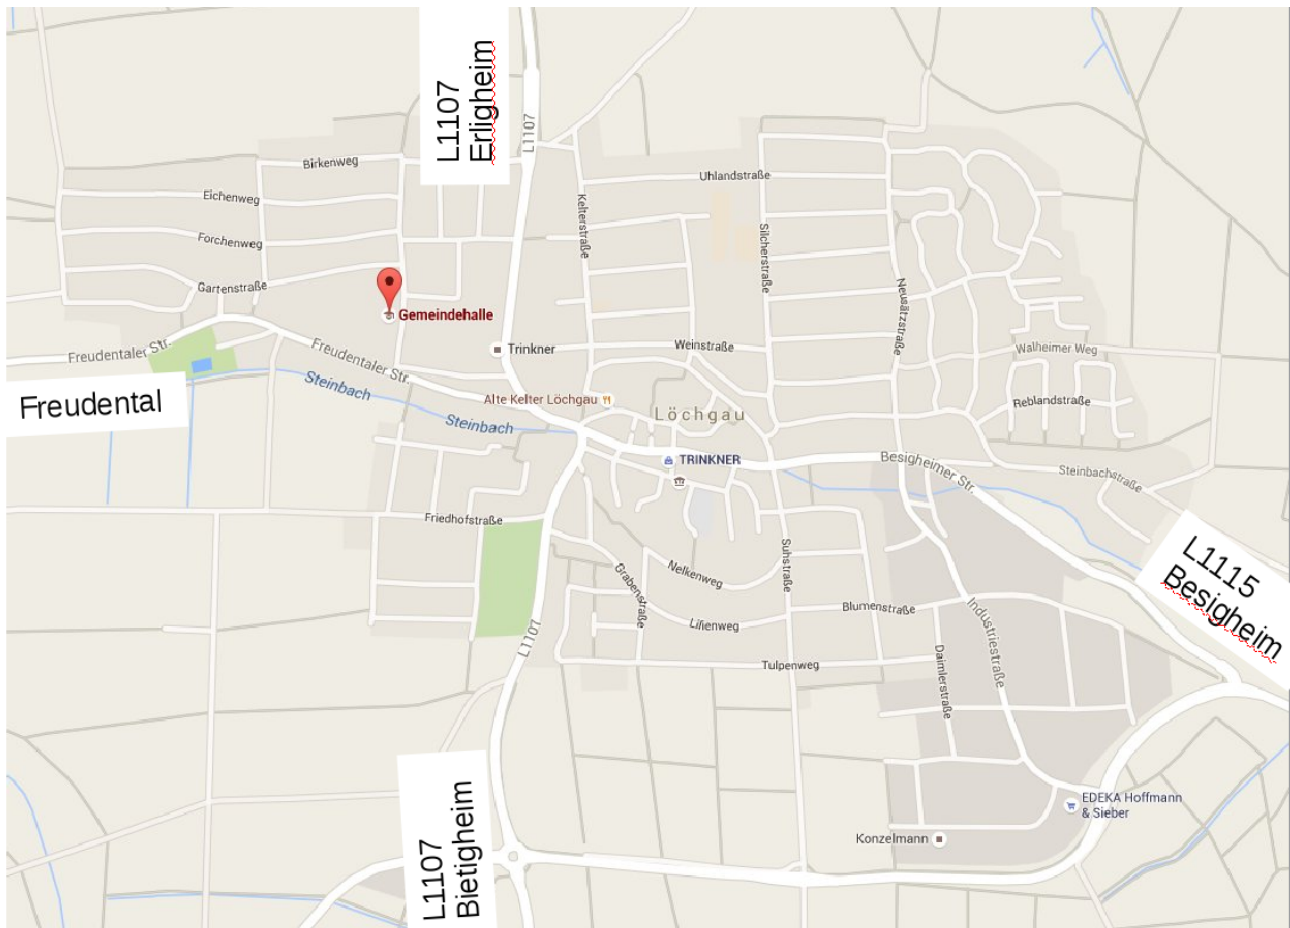 L1107
Erligheim
L1107
Birkenweg
Uhlandstraße
Eichenweg
Kelterstraße
Silcherstraße
Forchenweg
Gartenstraße
Neusätzstraße
Gemeindehalle
Freudentaler Str.
Freudentaler Str.
Trinkner
Weinstraße
Walheimer Weg
Freudental
Steinbach
Alte Kelter Löchgau
Löchgau
Reblandstraße
Steinbach
TRINKNER
Besigheimer Str.
Steinbachstraße
Friedhofstraße
L1115
Besigheim
Suhstraße
Nelkenweg
Grabenstraße
Blumenstraße
Lilienweg
Industriestraße
L1107
Tulpenweg
Daimlerstraße
EDEKA Hoffmann
& Sieber
Konzelmann
L1107
Bietigheim